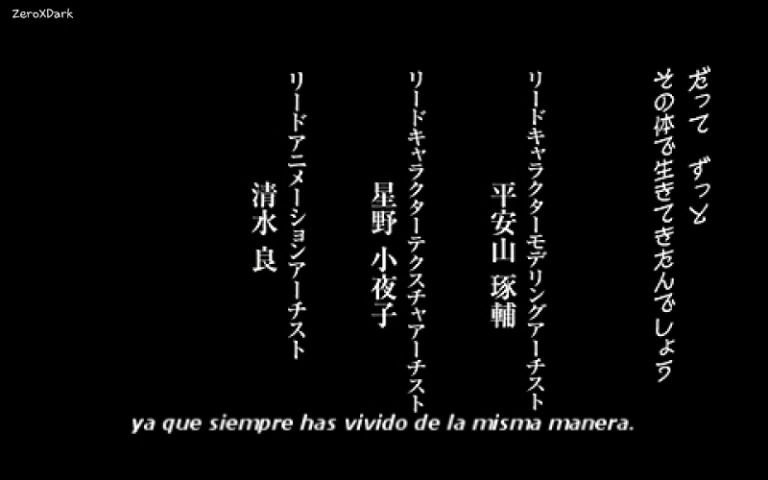 ZeroXDark
だって ずっと
その体で生きてきたんでしょう
リードキャラクターモデリングアーチスト
平安山 琢輔
リードキャラクターテクスチャアーチスト
星野 小夜子
リードアニメーションアーチスト
清水 良
ya que siempre has vivido de la misma manera.